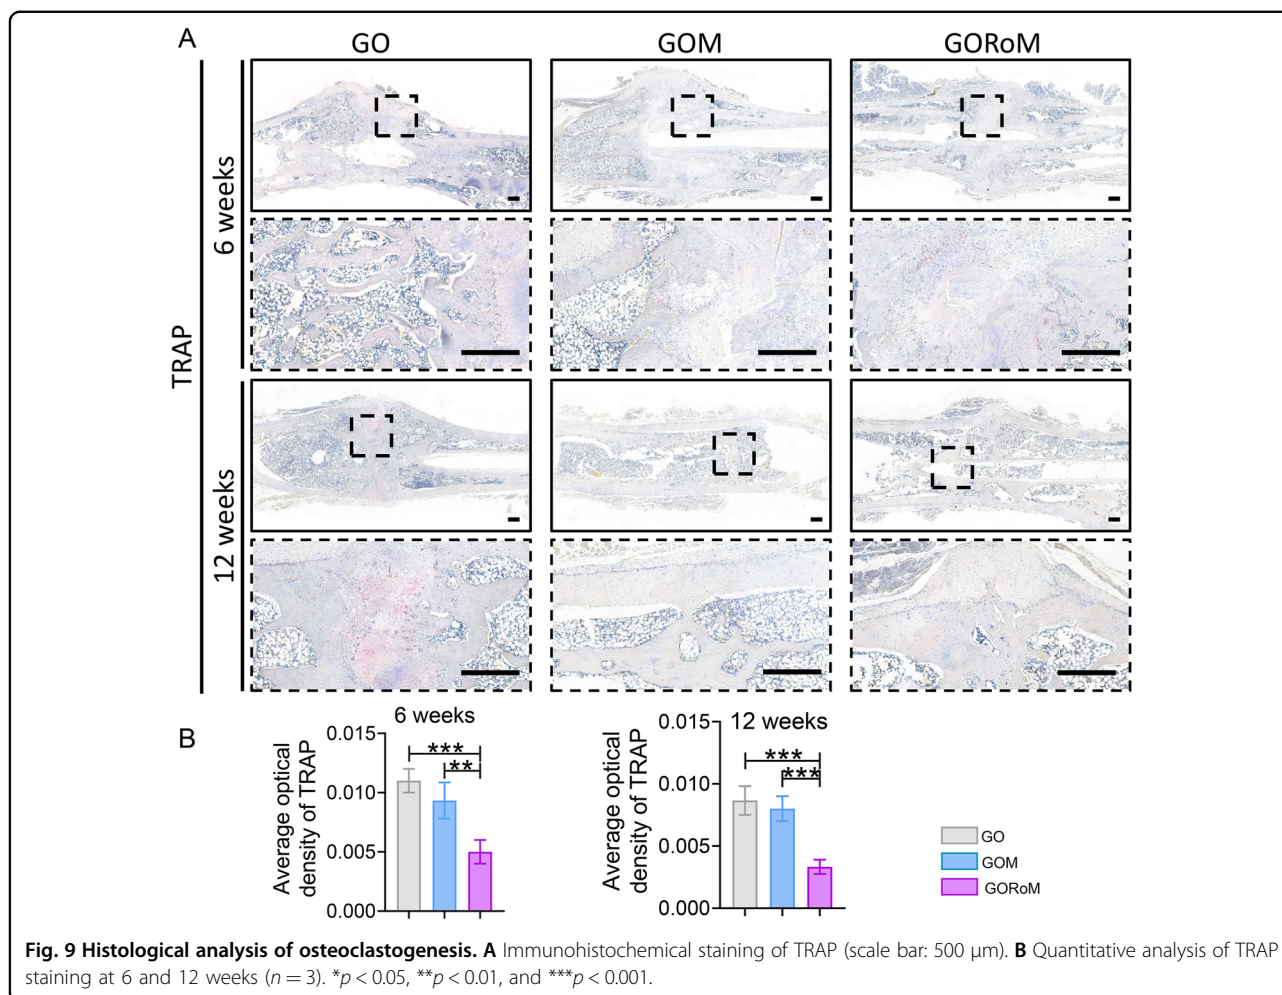 A
GO
GOM
GORoM
TRAP
6 weeks
12 weeks
B
6 weeks
Average optical
density of TRAP
0.015
0.010
0.005
0.000
***
**
12 weeks
Average optical
density of TRAP
0.015
0.010
0.005
0.000
***
***
GO
GOM
GORoM
Fig. 9 Histological analysis of osteoclastogenesis. A Immunohistochemical staining of TRAP (scale bar: 500 μm). B Quantitative analysis of TRAP
staining at 6 and 12 weeks (n = 3). *p < 0.05, **p < 0.01, and ***p < 0.001.